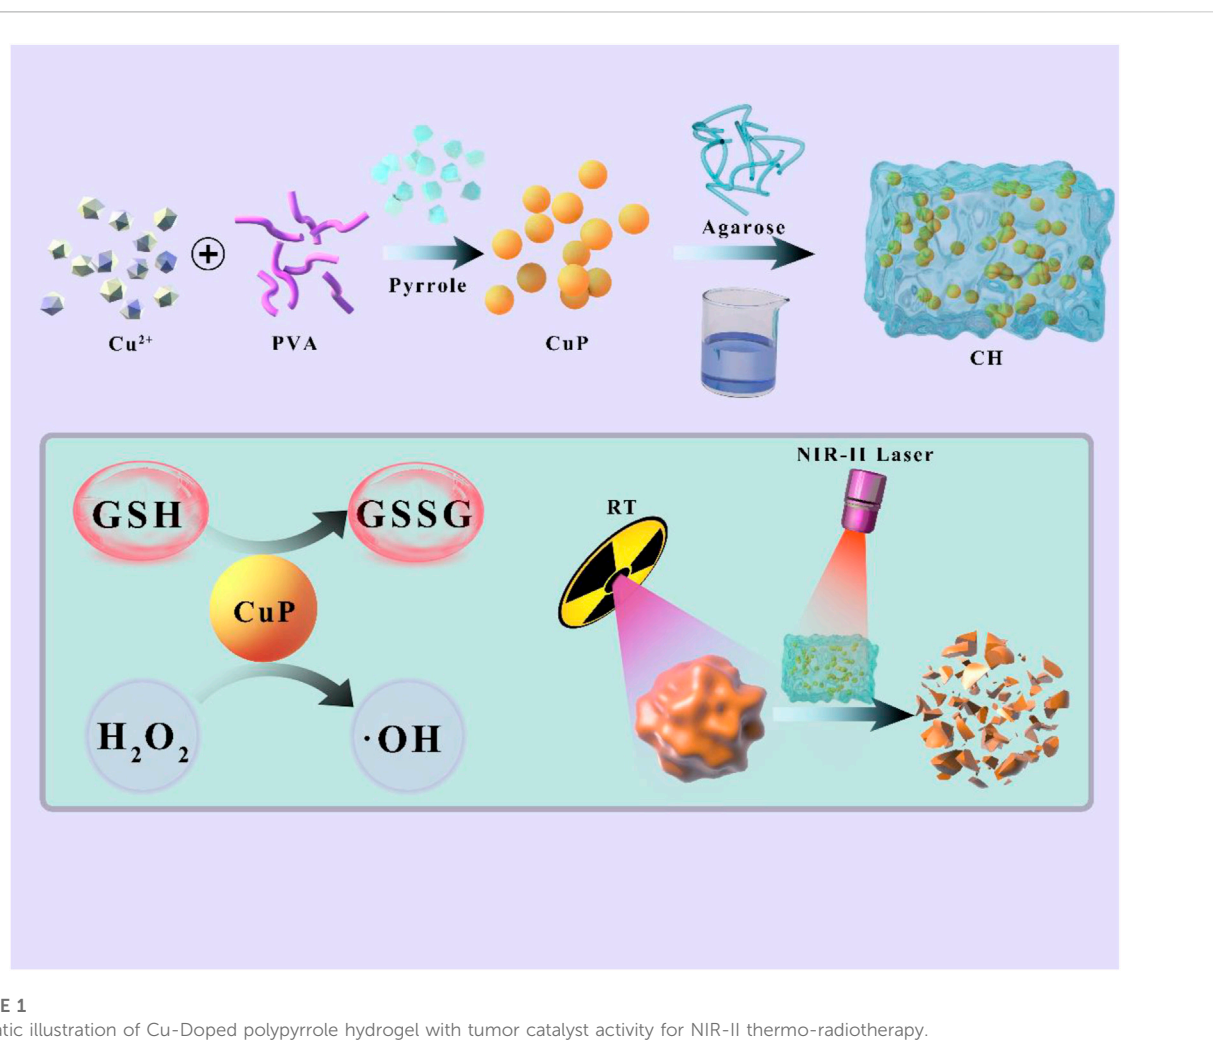 Agarose
Pyrrole
Cu²⁺
PVA
CuP
CH
NIR-II Laser
GSH
GSSG
RT
CuP
H₂O₂
·OH
E 1
tic illustration of Cu-Doped polypyrrole hydrogel with tumor catalyst activity for NIR-II thermo-radiotherapy.